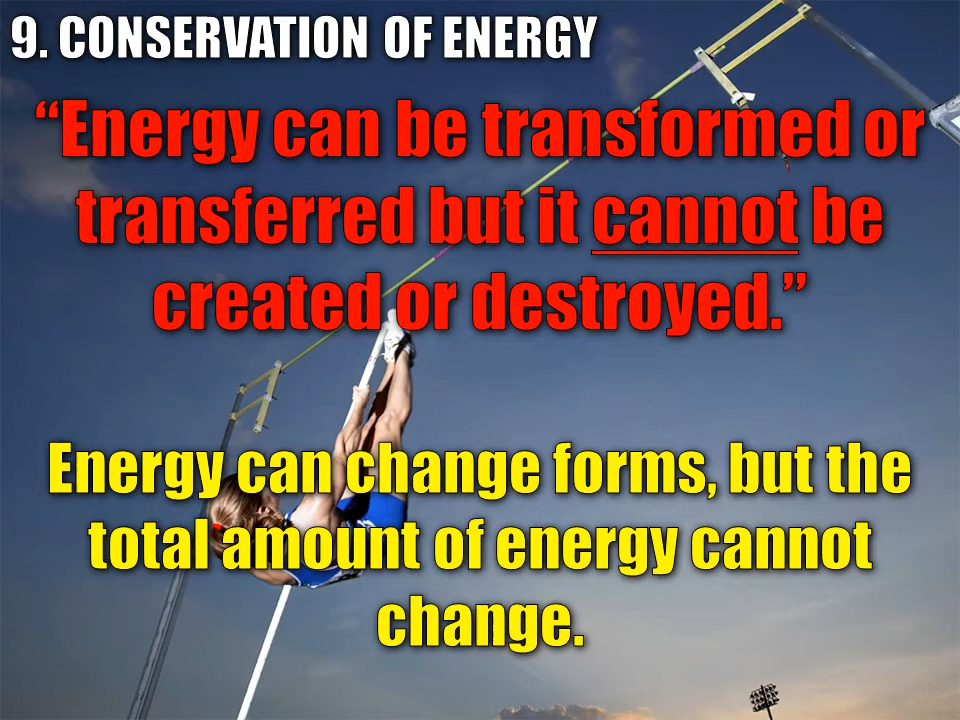 9. CONSERVATION OF ENERGY
“Energy can be transformed or
transferred but it cannot be
created or destroyed.”
Energy can change forms, but the
total amount of energy cannot
change.